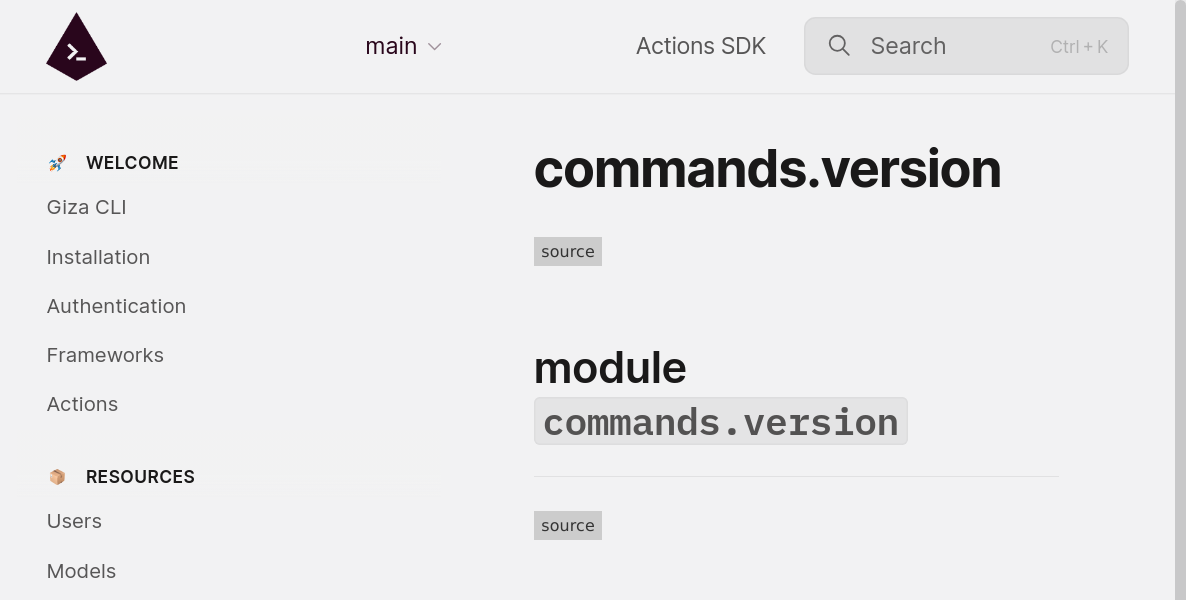 main
Actions SDK
Search
Ctrl + K
WELCOME
Giza CLI
Installation
Authentication
Frameworks
Actions
RESOURCES
Users
Models
commands.version
source
module
commands.version
source